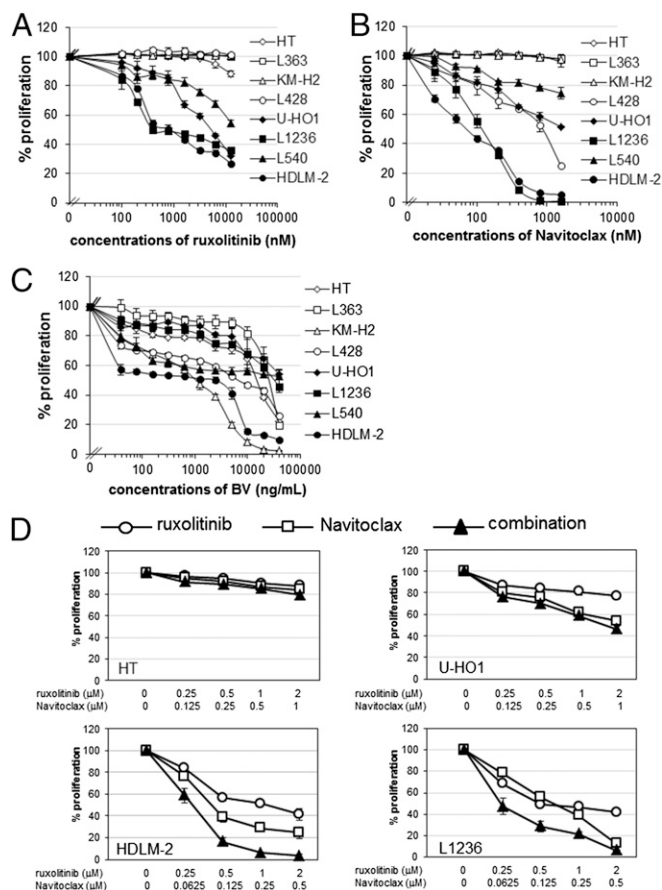 A
120
100
80
60
40
20
0
% proliferation
0 100 1000 10000 100000
concentrations of ruxolitinib (nM)
HT
L363
KM-H2
L428
U-HO1
L1236
L540
HDLM-2
B
120
100
80
60
40
20
0
% proliferation
0 10 100 1000 10000
concentrations of Navitoclax (nM)
HT
L363
KM-H2
L428
U-HO1
L1236
L540
HDLM-2
C
120
100
80
60
40
20
0
% proliferation
0 100 1000 10000 100000
concentrations of BV (ng/mL)
HT
L363
KM-H2
L428
U-HO1
L1236
L540
HDLM-2
D
ruxolitinib Navitoclax combination
120
100
80
60
40
20
0
% proliferation
HT
ruxolitinib (µM) 0 0.25 0.5 1 2
Navitoclax (µM) 0 0.125 0.25 0.5 1
120
100
80
60
40
20
0
% proliferation
U-HO1
ruxolitinib (µM) 0 0.25 0.5 1 2
Navitoclax (µM) 0 0.125 0.25 0.5 1
120
100
80
60
40
20
0
% proliferation
HDLM-2
ruxolitinib (µM) 0 0.25 0.5 1 2
Navitoclax (µM) 0 0.0625 0.125 0.25 0.5
120
100
80
60
40
20
0
% proliferation
L1236
ruxolitinib (µM) 0 0.25 0.5 1 2
Navitoclax (µM) 0 0.0625 0.125 0.25 0.5